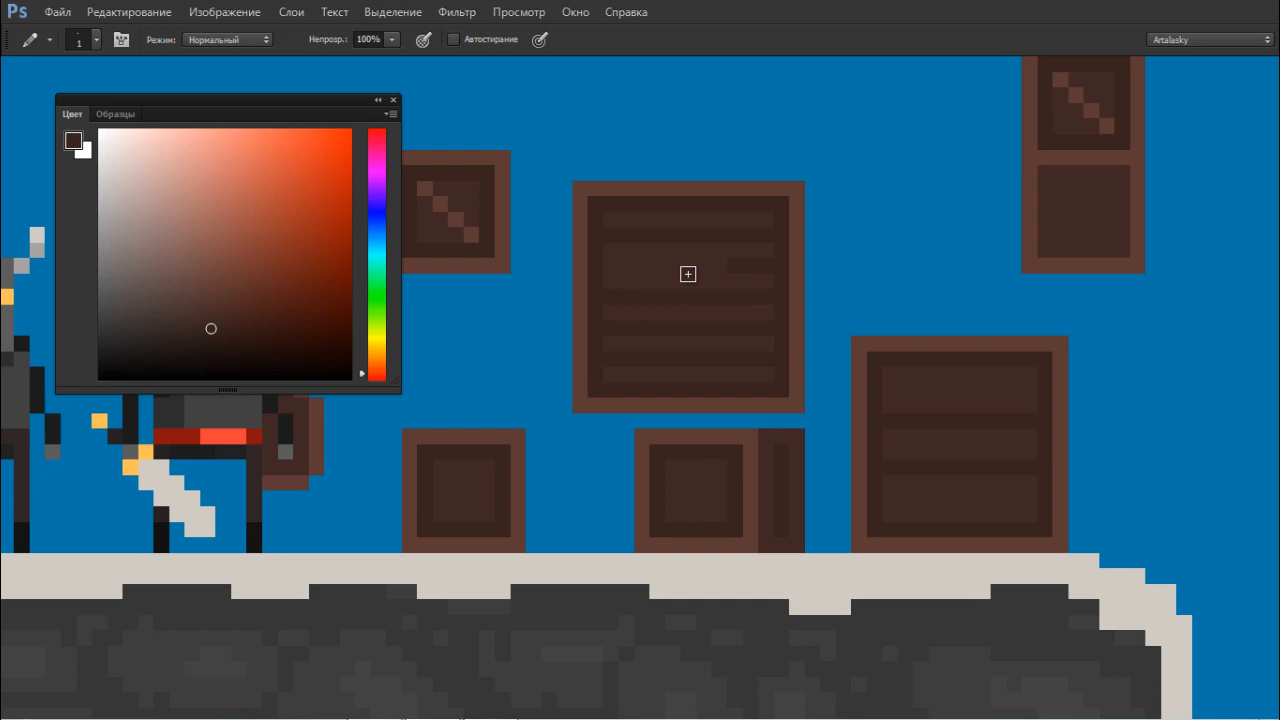 Ps Файл Редактирование Изображение Слои Текст Выделение Фильтр Просмотр Окно Справка
1 Режим: Нормальный Непрозр.: 100% Автостирание Artalasky
Цвет Образцы